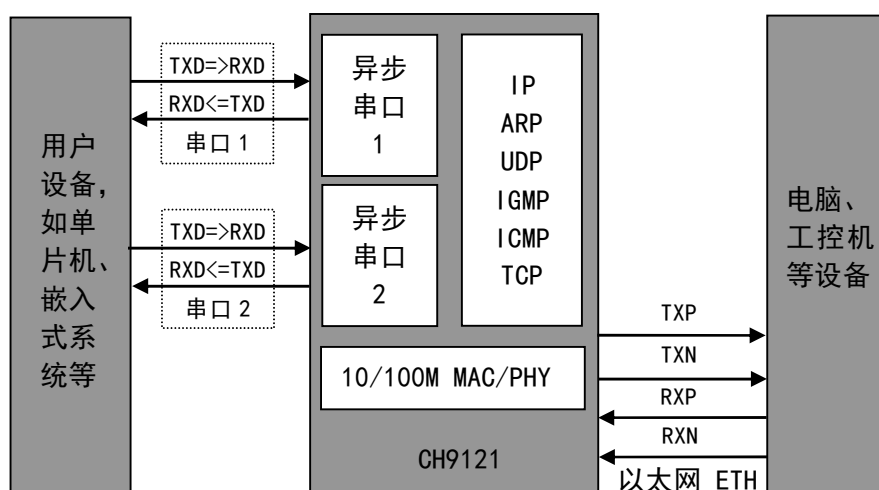 用户
设备,
如单
片机、
嵌入
式系
统等
TXD=>RXD
RXD<=TXD
串口 1
TXD=>RXD
RXD<=TXD
串口 2
异步
串口
1
异步
串口
2
IP
ARP
UDP
IGMP
ICMP
TCP
10/100M MAC/PHY
CH9121
TXP
TXN
RXP
RXN
以太网 ETH
电脑、
工控机
等设备